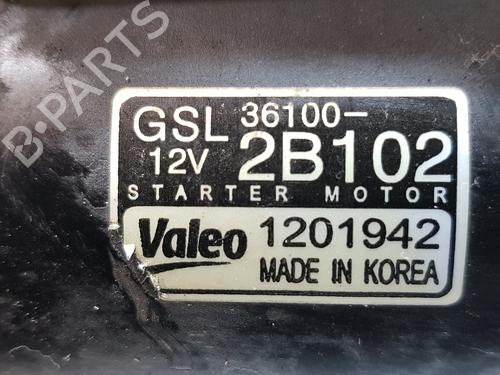 B-PARTS
GSL 36100-
12V 2B102
STARTER MOTOR
Valeo 1201942
MADE IN KOREA